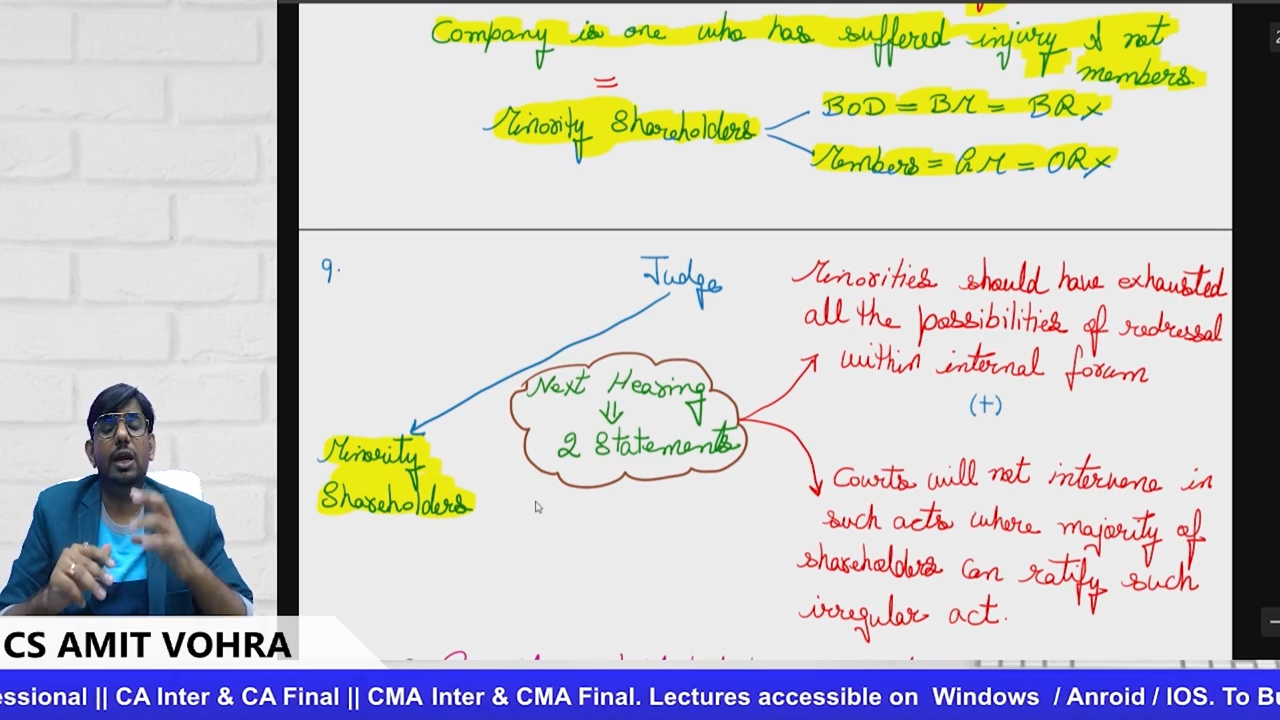 Company is one who has suffered injury & not
members.
=
Minority Shareholders
BOD = BM = BR x
Members = GM = OR x
9.
Judge
Minorities should have exhausted
all the possibilities of redressal
within internal forum
(+)
Next Hearing
⇓
2 Statements
Minority
Shareholders
Courts will not intervene in
such acts where majority of
shareholders can ratify such
irregular act.
CS AMIT VOHRA
essional || CA Inter & CA Final || CMA Inter & CMA Final. Lectures accessible on Windows / Anroid / IOS. To Bu